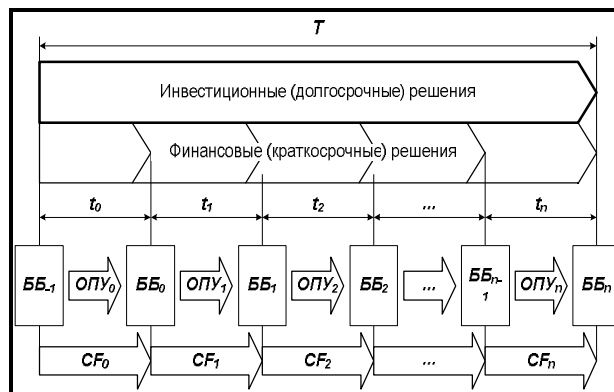 T
Инвестиционные (долгосрочные) решения
Финансовые (краткосрочные) решения
t0 t1 t2 ... tn
ББ-1 ОПУ0 ББ0 ОПУ1 ББ1 ОПУ2 ББ2 ... ББn-1 ОПУn ББn
CF0 CF1 CF2 ... CFn